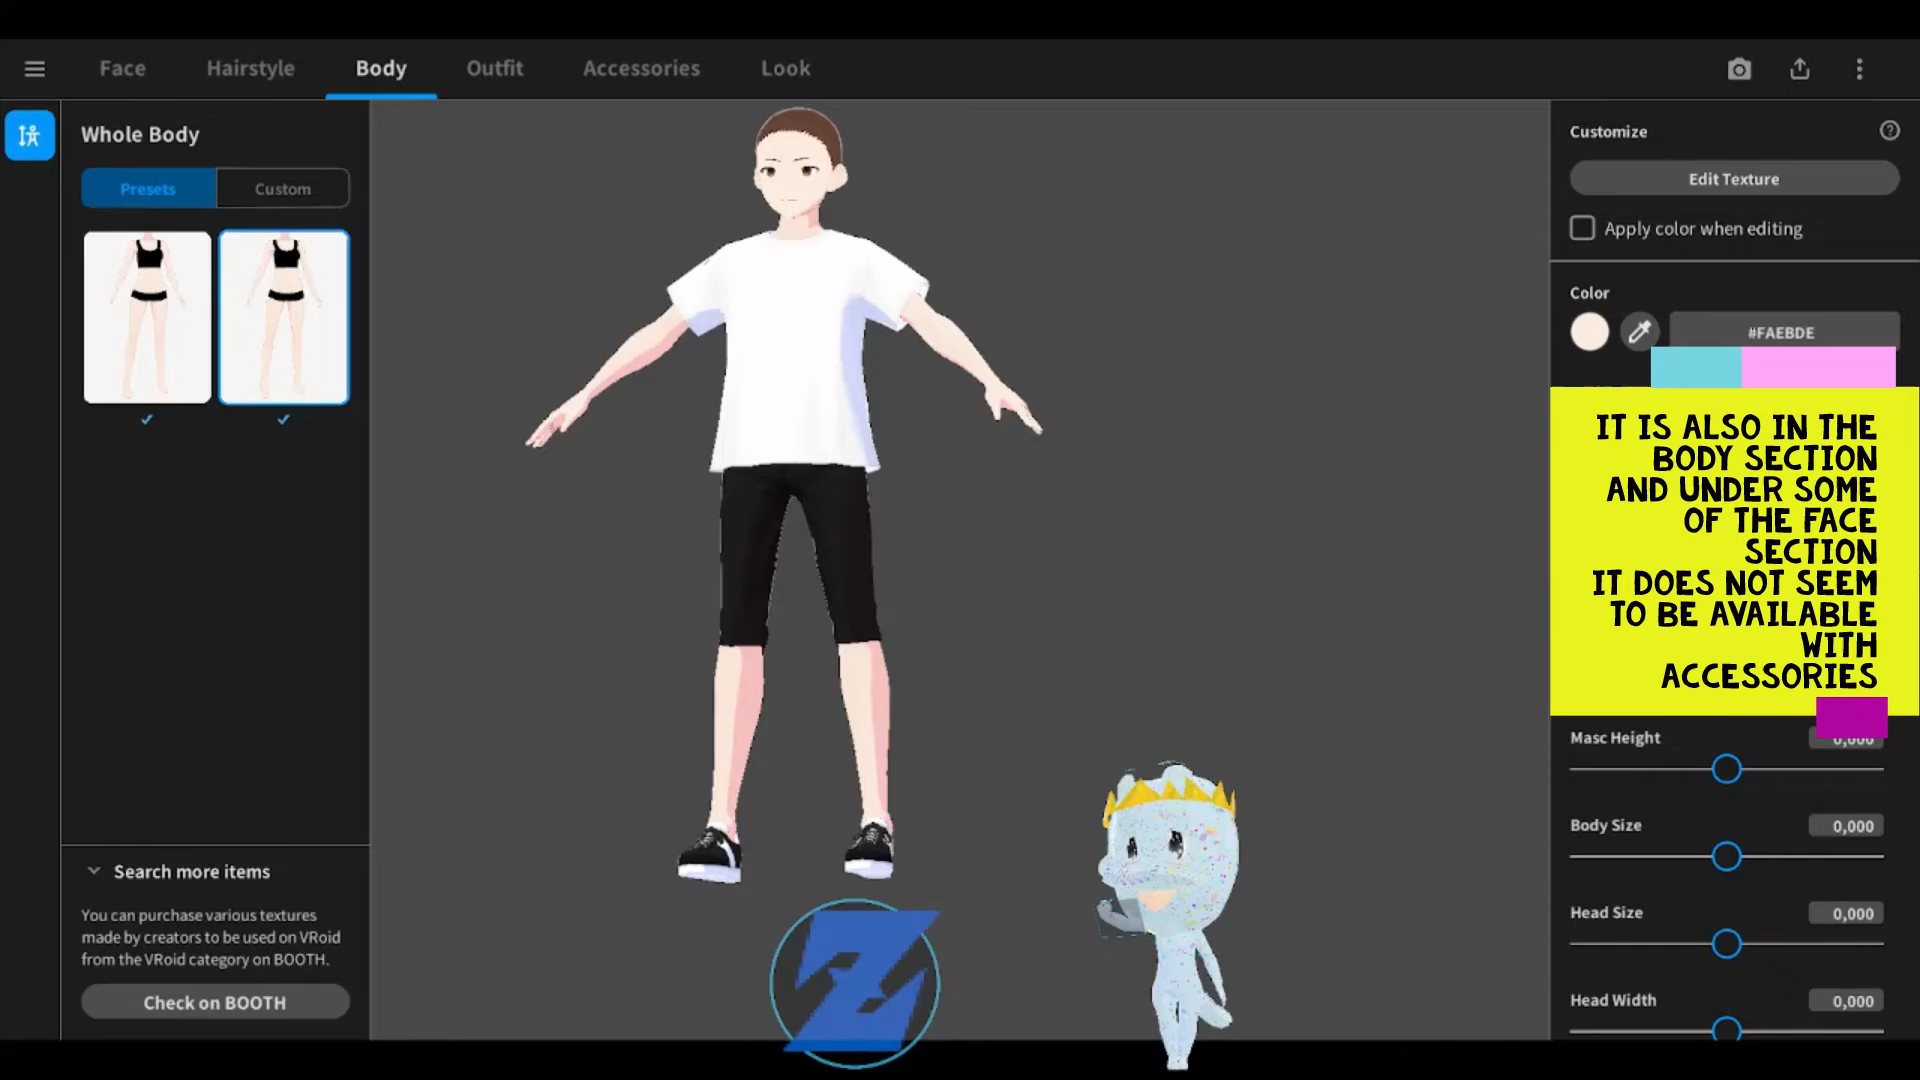 Face Hairstyle Body Outfit Accessories Look
Whole Body
Presets Custom
Search more items
You can purchase various textures
made by creators to be used on VRoid
from the VRoid category on BOOTH.
Check on BOOTH
Customize
Edit Texture
Apply color when editing
Color
#FAEBDE
IT IS ALSO IN THE
BODY SECTION
AND UNDER SOME
OF THE FACE
SECTION
IT DOES NOT SEEM
TO BE AVAILABLE
WITH
ACCESSORIES
Masc Height 0,000
Body Size 0,000
Head Size 0,000
Head Width 0,000
Z